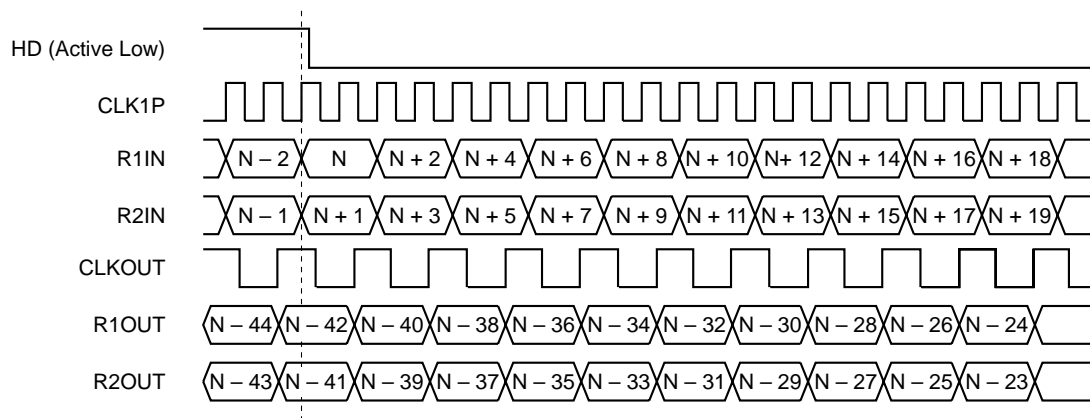 HD (Active Low)
CLK1P
R1IN N – 2 N N + 2 N + 4 N + 6 N + 8 N + 10 N+ 12 N + 14 N + 16 N + 18
R2IN N – 1 N + 1 N + 3 N + 5 N + 7 N + 9 N + 11 N + 13 N + 15 N + 17 N + 19
CLKOUT
R1OUT N – 44 N – 42 N – 40 N – 38 N – 36 N – 34 N – 32 N – 30 N – 28 N – 26 N – 24
R2OUT N – 43 N – 41 N – 39 N – 37 N – 35 N – 33 N – 31 N – 29 N – 27 N – 25 N – 23